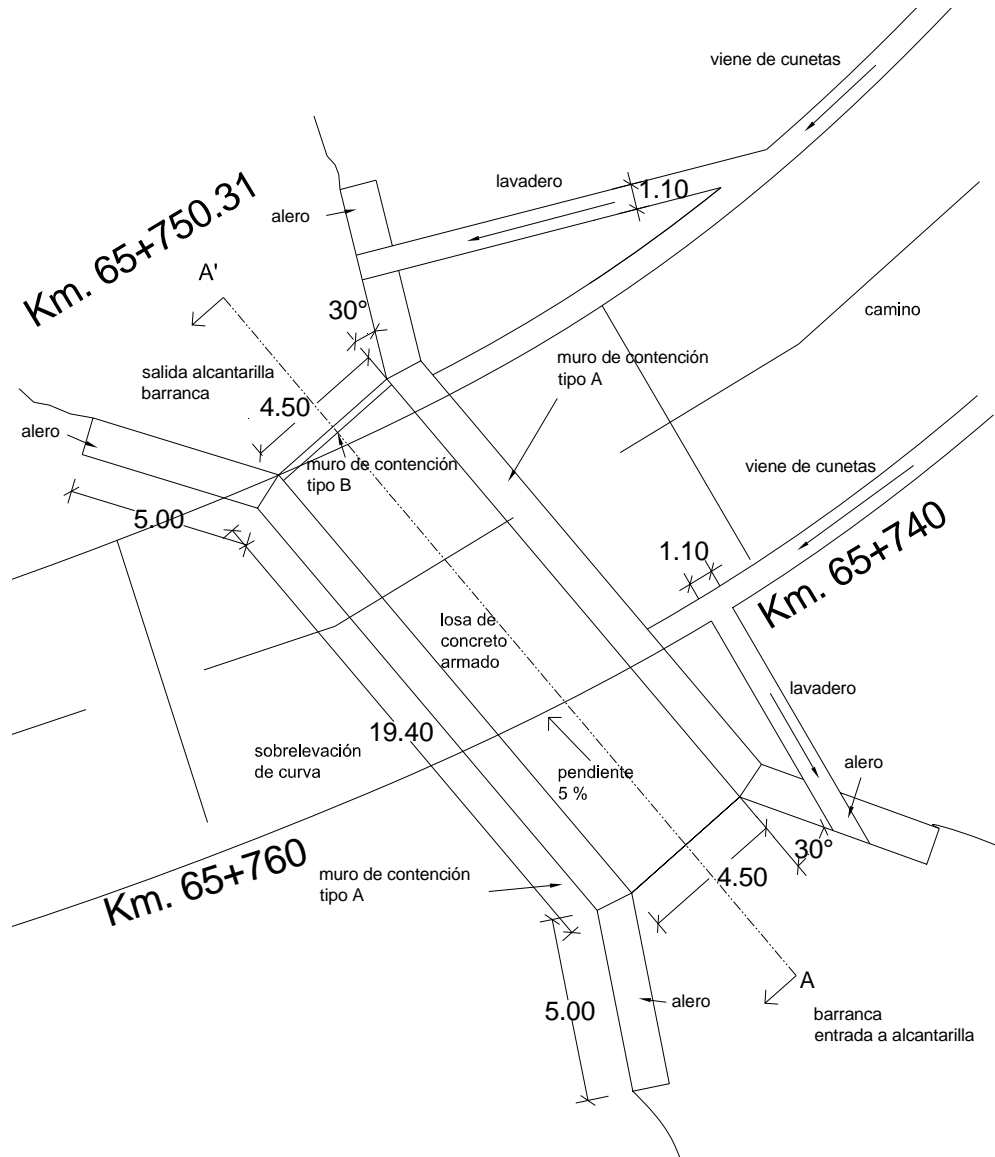 viene de cunetas
lavadero
1.10
alero
Km. 65+750.31
A'
30°
camino
salida alcantarilla
barranca
muro de contención
tipo A
4.50
alero
muro de contención
tipo B
viene de cunetas
5.00
1.10
Km. 65+740
losa de
concreto
armado
lavadero
19.40
sobrelevación
de curva
pendiente
5 %
alero
30°
Km. 65+760
muro de contención
tipo A
4.50
A
alero
5.00
barranca
entrada a alcantarilla